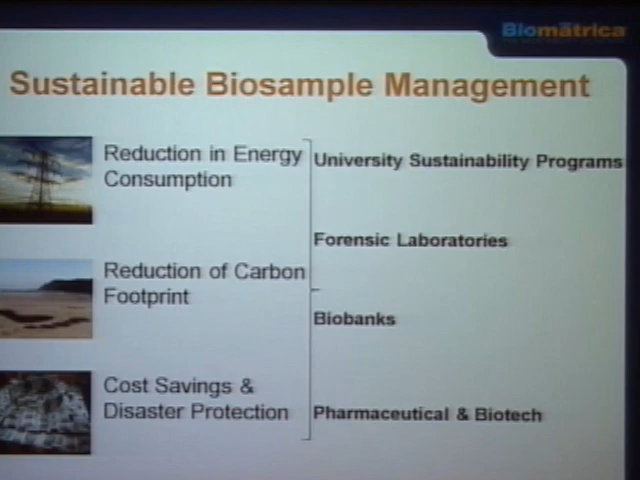 Biomātrica
Sustainable Biosample Management
Reduction in Energy
Consumption
University Sustainability Programs
Forensic Laboratories
Reduction of Carbon
Footprint
Biobanks
Cost Savings &
Disaster Protection
Pharmaceutical & Biotech